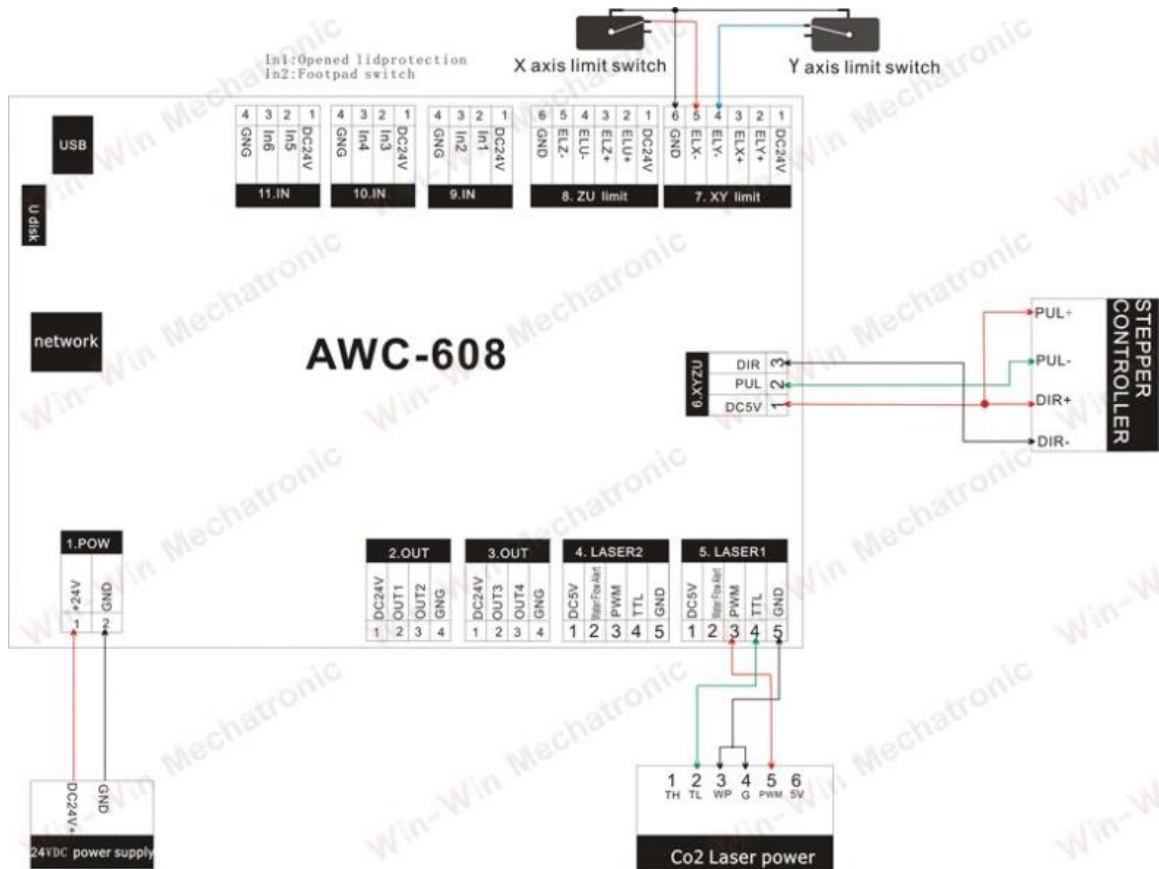 In1:Opened lidprotection
In2:Footpad switch
X axis limit switch
Y axis limit switch
USB
U disk
network
4 3 2 1
GNG In6 In5 DC24V
11.IN
4 3 2 1
GNG In4 In3 DC24V
10.IN
4 3 2 1
GNG In2 In1 DC24V
9.IN
6 5 4 3 2 1
GND ELZ- ELU- ELZ+ ELU+ DC24V
8. ZU limit
6 5 4 3 2 1
GND ELX- ELY- ELX+ ELY+ DC24V
7. XY limit
AWC-608
6.XYZU
DIR 3
PUL 2
DC5V 1
PUL+
PUL-
DIR+
DIR-
STEPPER
CONTROLLER
1.POW
+24V GND
1 2
2.OUT
DC24V OUT1 OUT2 GNG
1 2 3 4
3.OUT
DC24V OUT3 OUT4 GNG
1 2 3 4
4. LASER2
DC5V Water Flow Alert PWM TTL GND
1 2 3 4 5
5. LASER1
DC5V Water Flow Alert PWM TTL GND
1 2 3 4 5
DC24V+ GND
24VDC power supply
1 2 3 4 5 6
TH TL WP G PWM 5V
Co2 Laser power
Win-Win Mechatronic